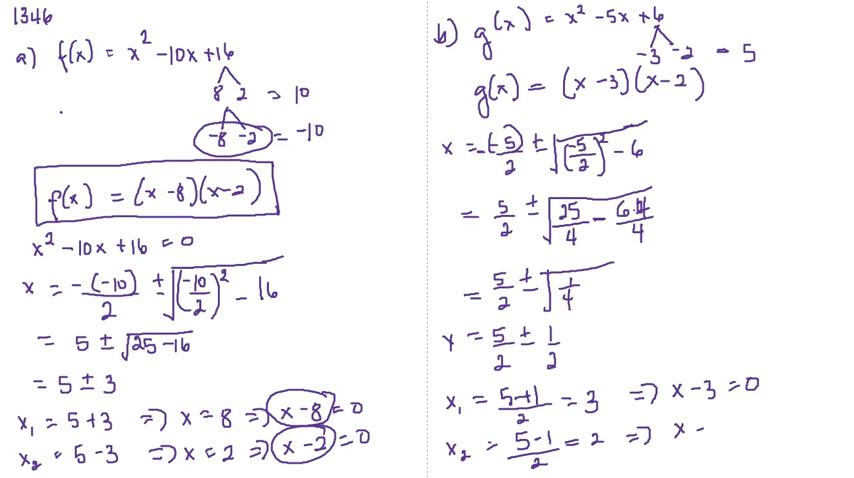 1346
a) f(x) = x² -10x+16
8 2 => 10
-8 -2 = -10
f(x) = (x-8)(x-2)
x² -10x +16 = 0
x = -(-10)/2 ± √((-10/2)² - 16)
= 5 ± √(25-16)
= 5 ± 3
x₁ = 5+3 => x = 8 => x-8 = 0
x₂ = 5-3 => x = 2 => x-2 = 0
b) g(x) = x² -5x +6
-3 -2 - 5
g(x) = (x-3)(x-2)
x = -(-5)/2 ± √((-5/2)² - 6)
= 5/2 ± √(25/4 - 6·4/4)
= 5/2 ± √(1/4)
x = 5/2 ± 1/2
x₁ = (5+1)/2 = 3 => x-3 = 0
x₂ = (5-1)/2 = 2 => x -